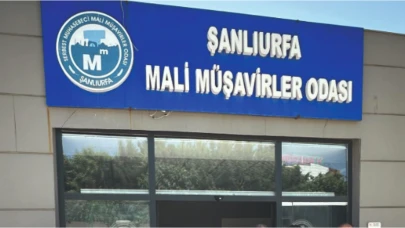 ŞANLIURFA
MALİ MÜŞAVİRLER ODASI
SERBEST MUHASEBECİ MALİ MÜŞAVİRLER ODASI
M
ŞANLIURFA